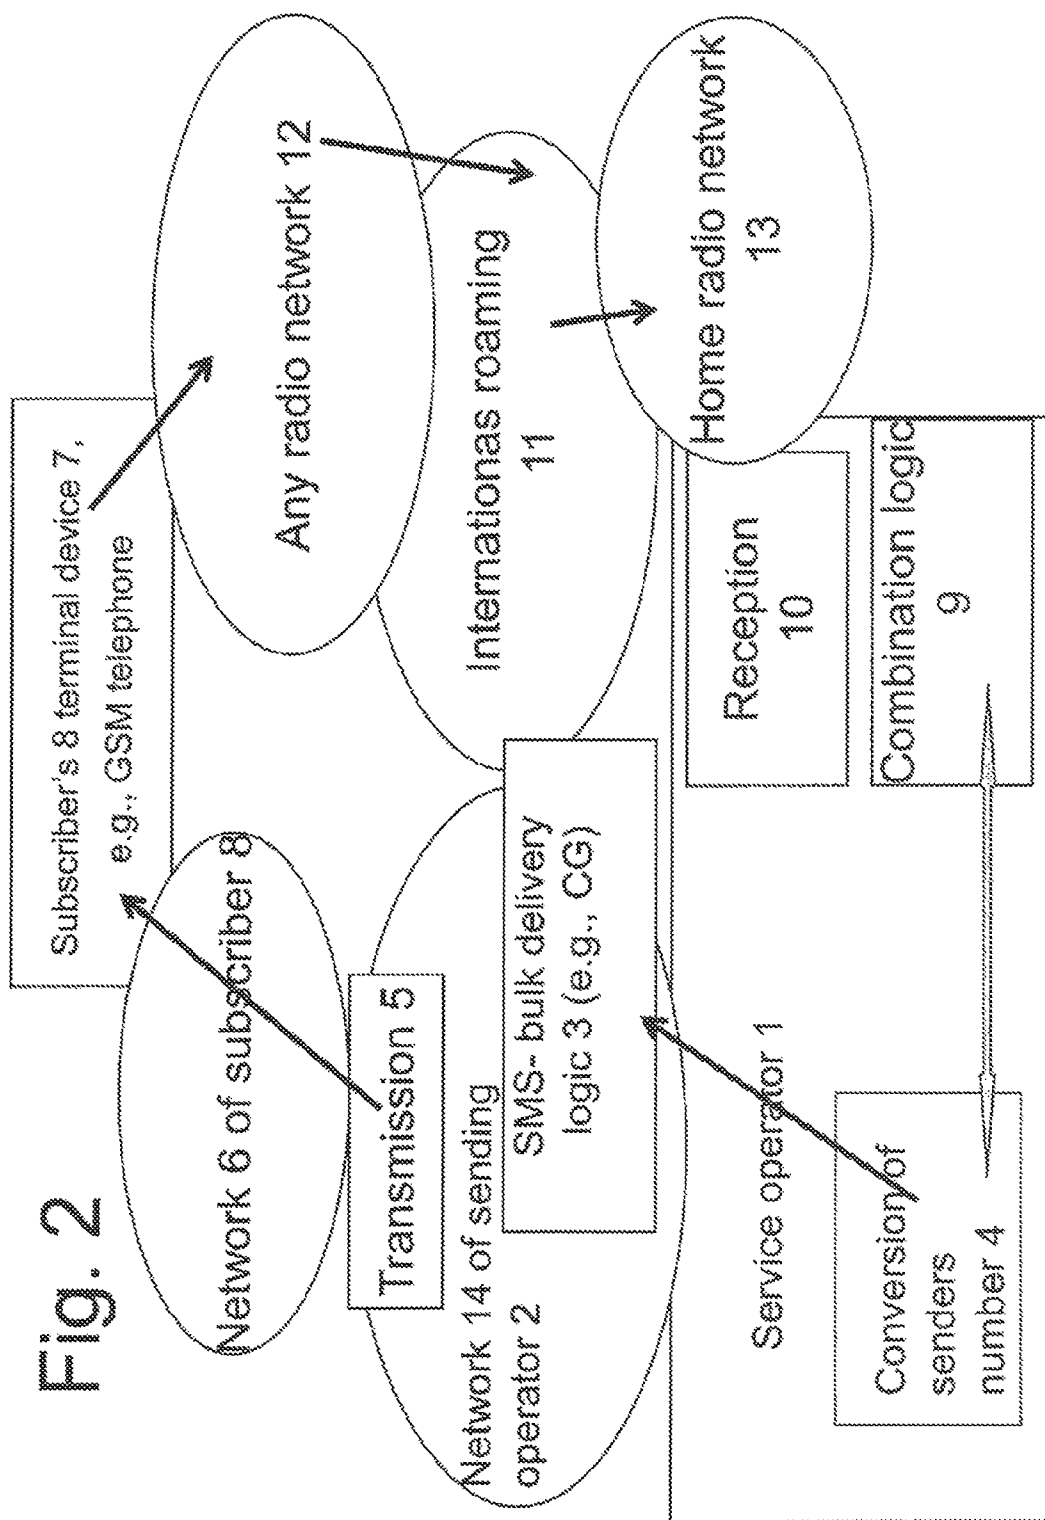 Fig. 2
Subscriber's 8 terminal device 7,
e.g., GSM telephone
Network 6 of subscriber 8
Any radio network 12
Transmission 5
Network 14 of sending
operator 2
SMS- bulk delivery
logic 3 (e.g., CG)
Internationas roaming
11
Home radio network
13
Service operator 1
Reception
10
Conversion of
senders
number 4
Combination logic
9